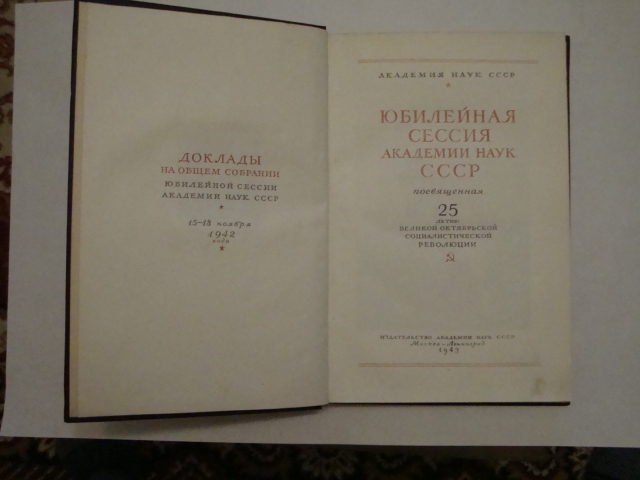 ДОКЛАДЫ
НА ОБЩЕМ СОБРАНИИ
ЮБИЛЕЙНОЙ СЕССИИ
АКАДЕМИИ НАУК СССР
15-18 ноября
1942
года
АКАДЕМИЯ НАУК СССР
ЮБИЛЕЙНАЯ
СЕССИЯ
АКАДЕМИИ НАУК
СССР
посвященная
25
летию
ВЕЛИКОЙ ОКТЯБРЬСКОЙ
СОЦИАЛИСТИЧЕСКОЙ
РЕВОЛЮЦИИ
ИЗДАТЕЛЬСТВО АКАДЕМИИ НАУК СССР
Москва-Ленинград
1943